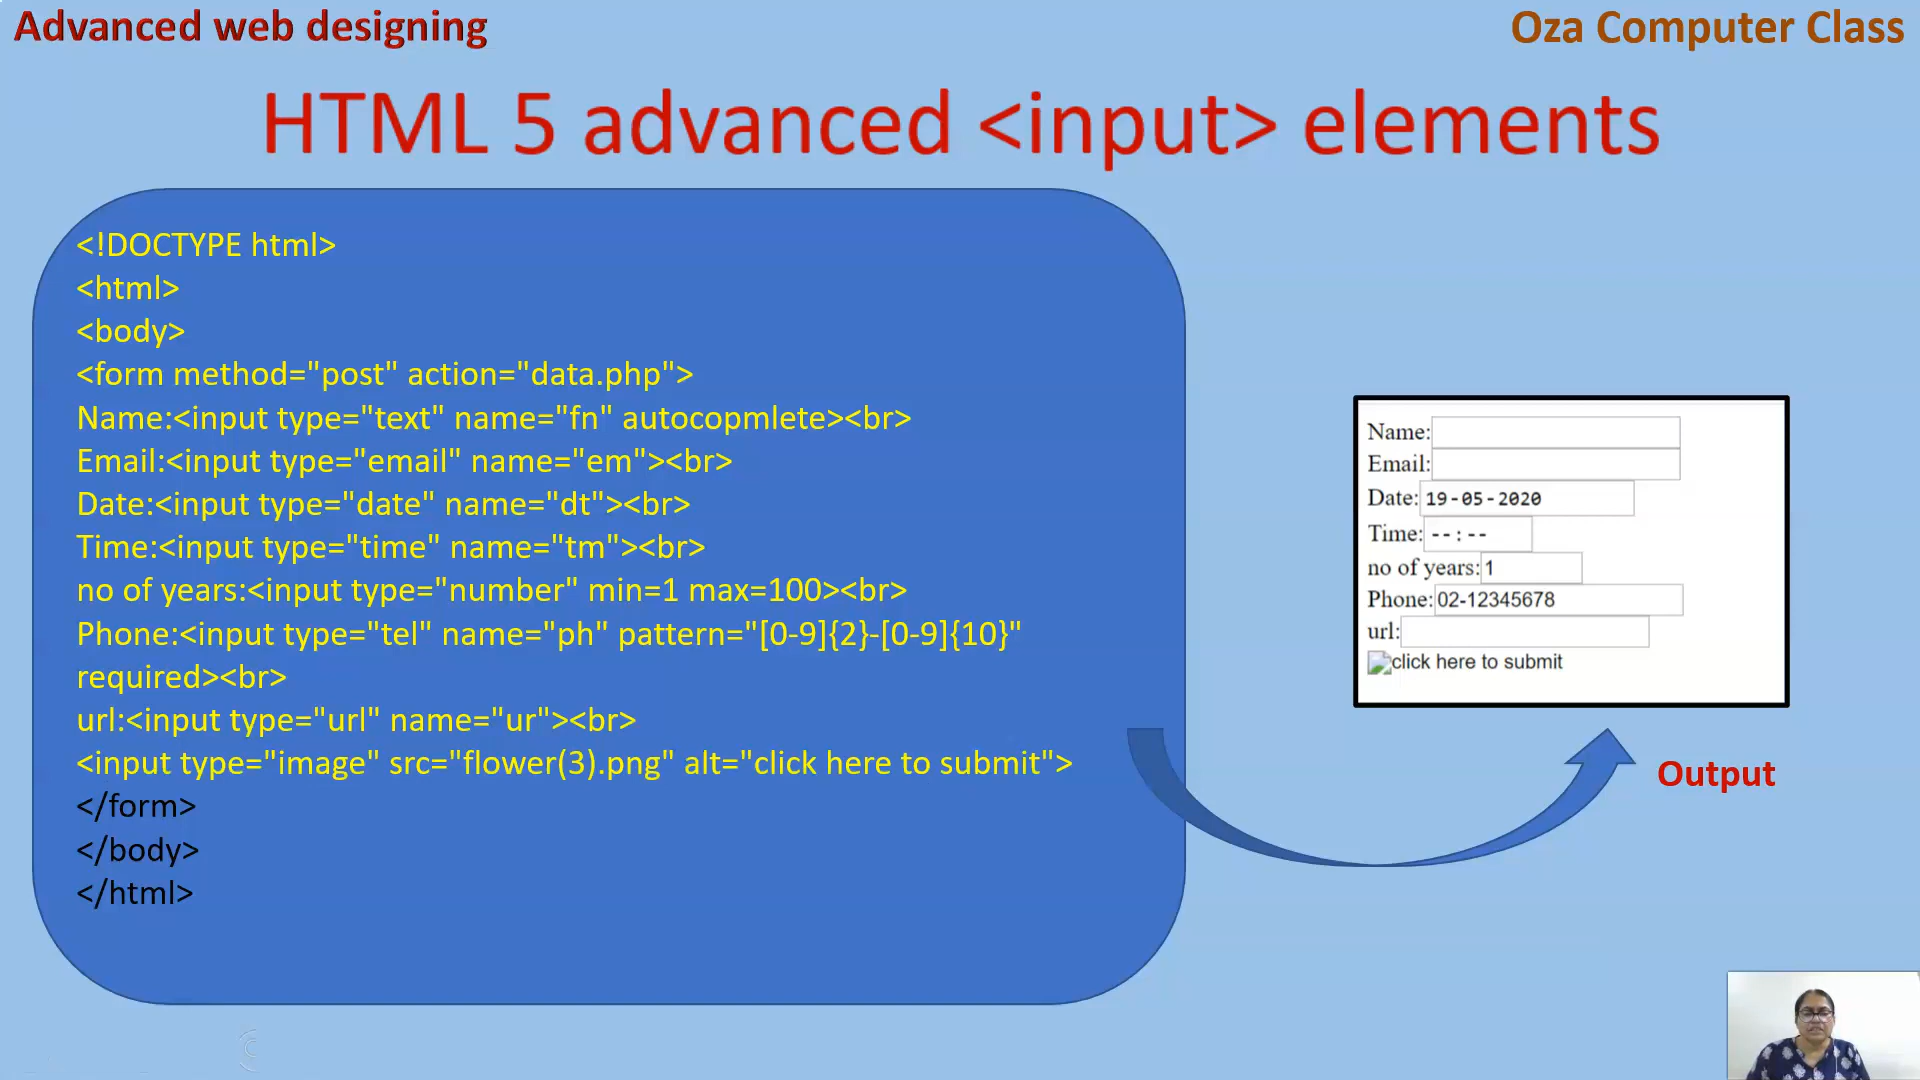 Advanced web designing
Oza Computer Class
HTML 5 advanced <input> elements
<!DOCTYPE html>
<html>
<body>
<form method="post" action="data.php">
Name:<input type="text" name="fn" autocopmlete><br>
Email:<input type="email" name="em"><br>
Date:<input type="date" name="dt"><br>
Time:<input type="time" name="tm"><br>
no of years:<input type="number" min=1 max=100><br>
Phone:<input type="tel" name="ph" pattern="[0-9]{2}-[0-9]{10}"
required><br>
url:<input type="url" name="ur"><br>
<input type="image" src="flower(3).png" alt="click here to submit">
</form>
</body>
</html>
Name:
Email:
Date: 19-05-2020
Time: --:--
no of years: 1
Phone: 02-12345678
url:
click here to submit
Output